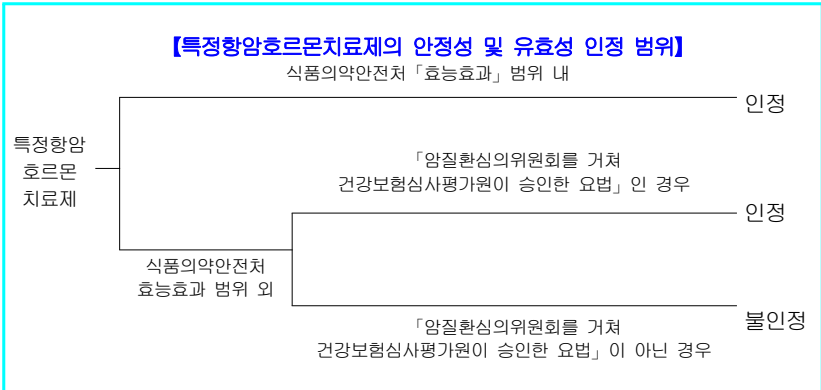 【특정항암호르몬치료제의 안정성 및 유효성 인정 범위】
식품의약안전처「효능효과」범위 내
인정
특정항암
호르몬
치료제
「암질환심의위원회를 거쳐
건강보험심사평가원이 승인한 요법」인 경우
인정
식품의약안전처
효능효과 범위 외
불인정
「암질환심의위원회를 거쳐
건강보험심사평가원이 승인한 요법」이 아닌 경우